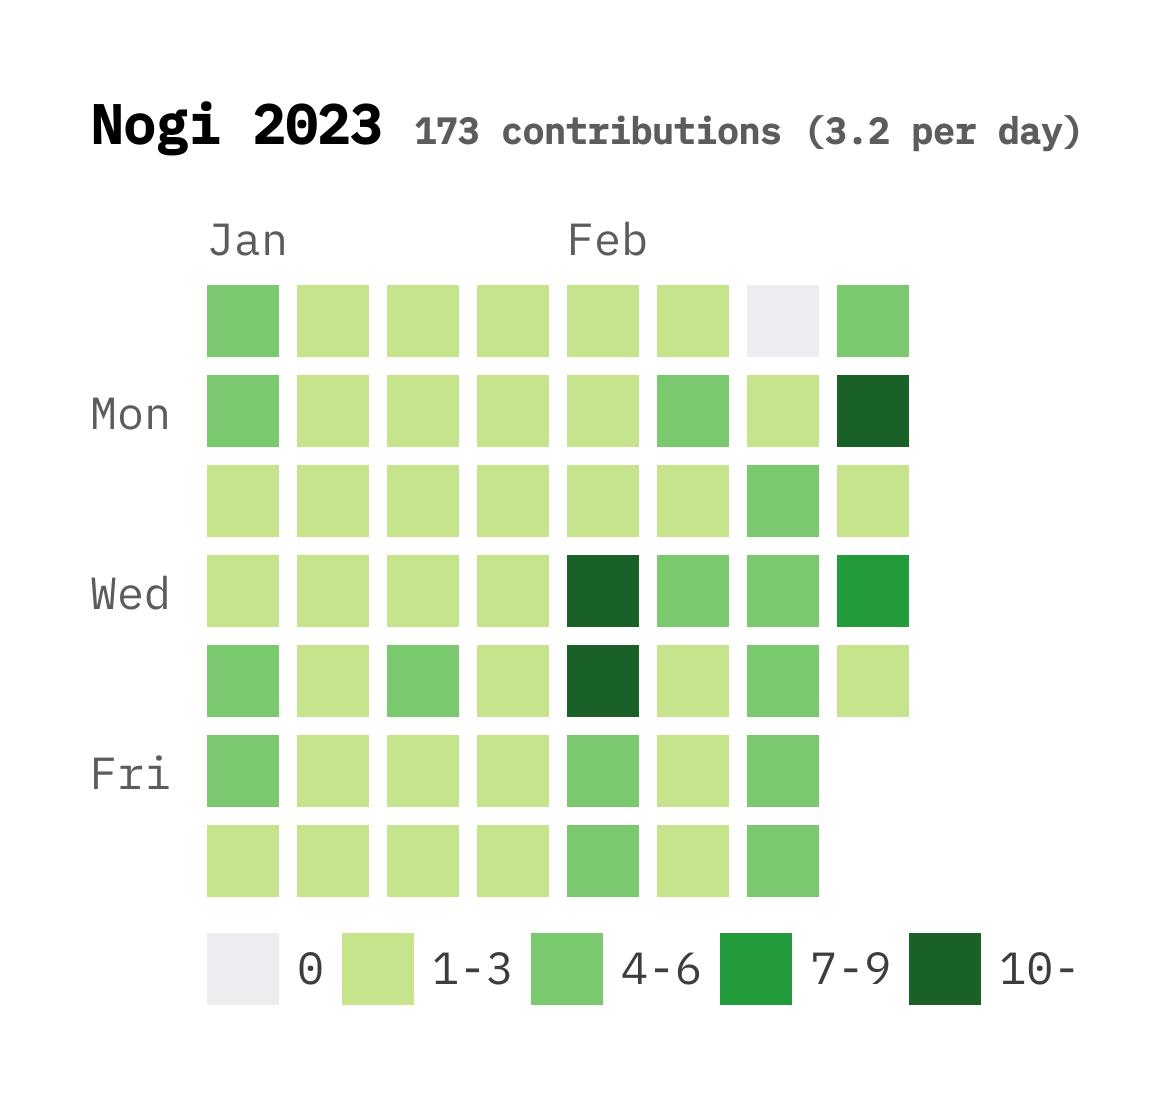 Nogi 2023 173 contributions (3.2 per day)
Jan Feb
Mon
Wed
Fri
0 1-3 4-6 7-9 10-